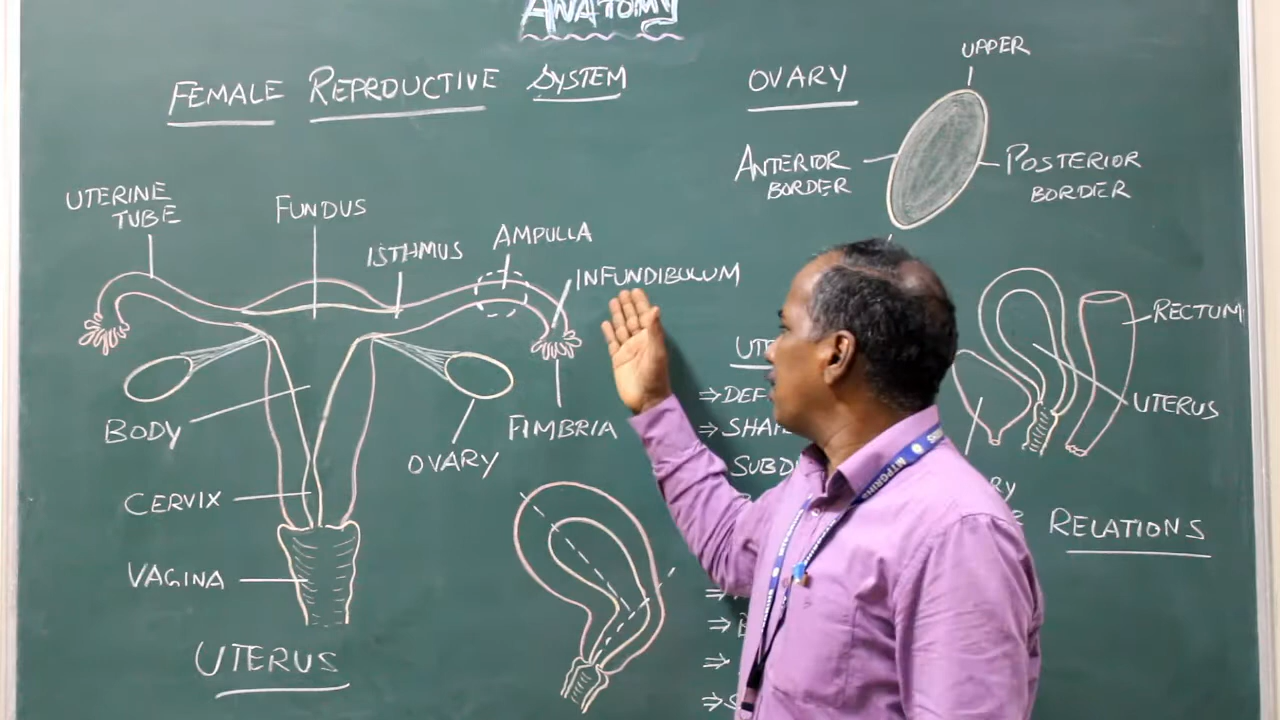 ANATOMY
FEMALE REPRODUCTIVE SYSTEM
UTERINE
TUBE
FUNDUS
ISTHMUS
AMPULLA
INFUNDIBULUM
FIMBRIA
OVARY
BODY
CERVIX
VAGINA
UTERUS
OVARY
UPPER
ANTERIOR
BORDER
POSTERIOR
BORDER
RECTUM
UTERUS
RELATIONS